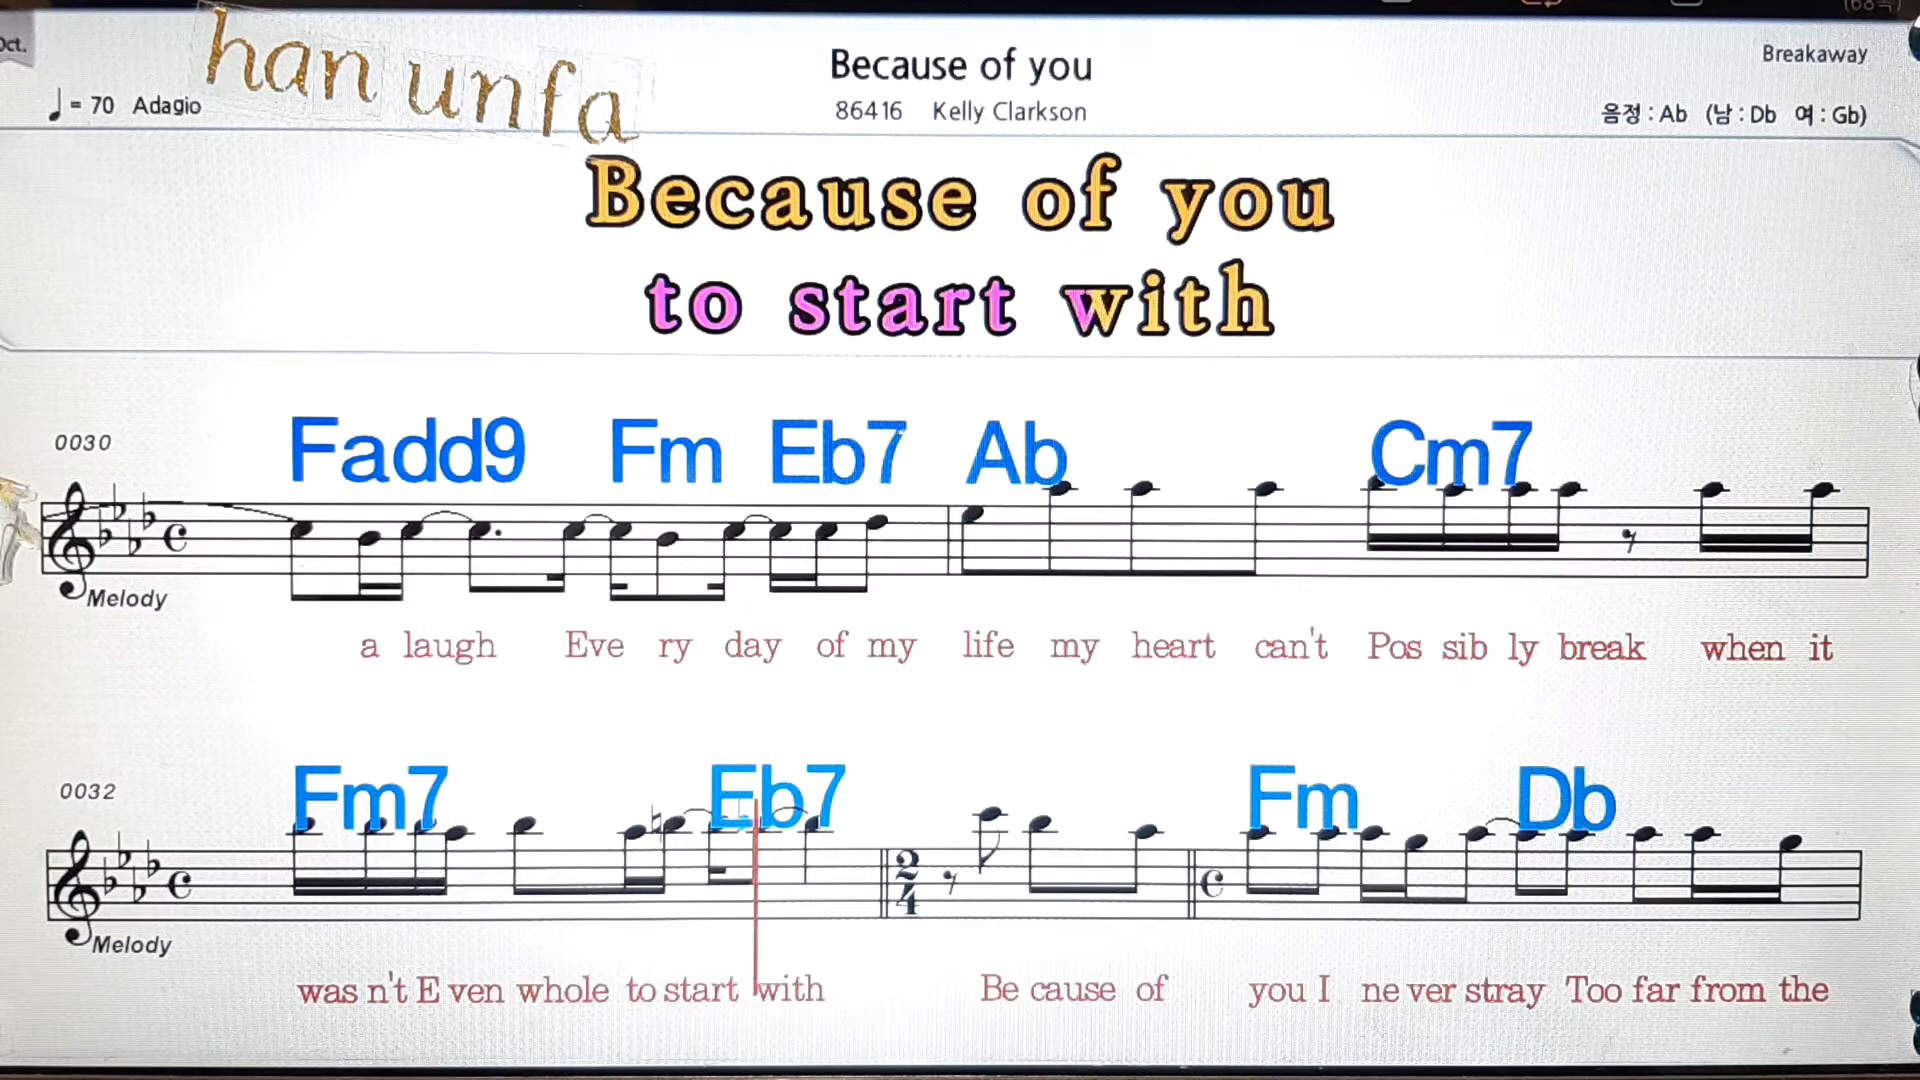 Oct.
han unfa
Because of you
Breakaway
= 70 Adagio
86416 Kelly Clarkson
음정 : Ab (남 : Db 여 : Gb)
Because of you
to start with
0030
Fadd9 Fm Eb7 Ab Cm7
C
Melody
a laugh Eve ry day of my life my heart can't Pos sib ly break when it
0032
Fm7 Eb7 Fm Db
C 2 4 C
Melody
was n't E ven whole to start with Be cause of you I ne ver stray Too far from the